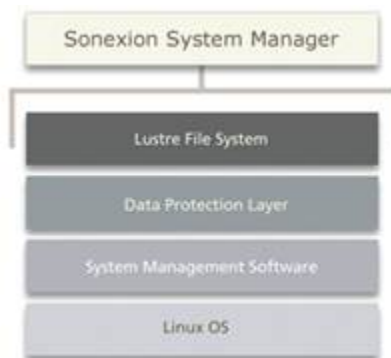 Sonexion System Manager
Lustre File System
Data Protection Layer
System Management Software
Linux OS